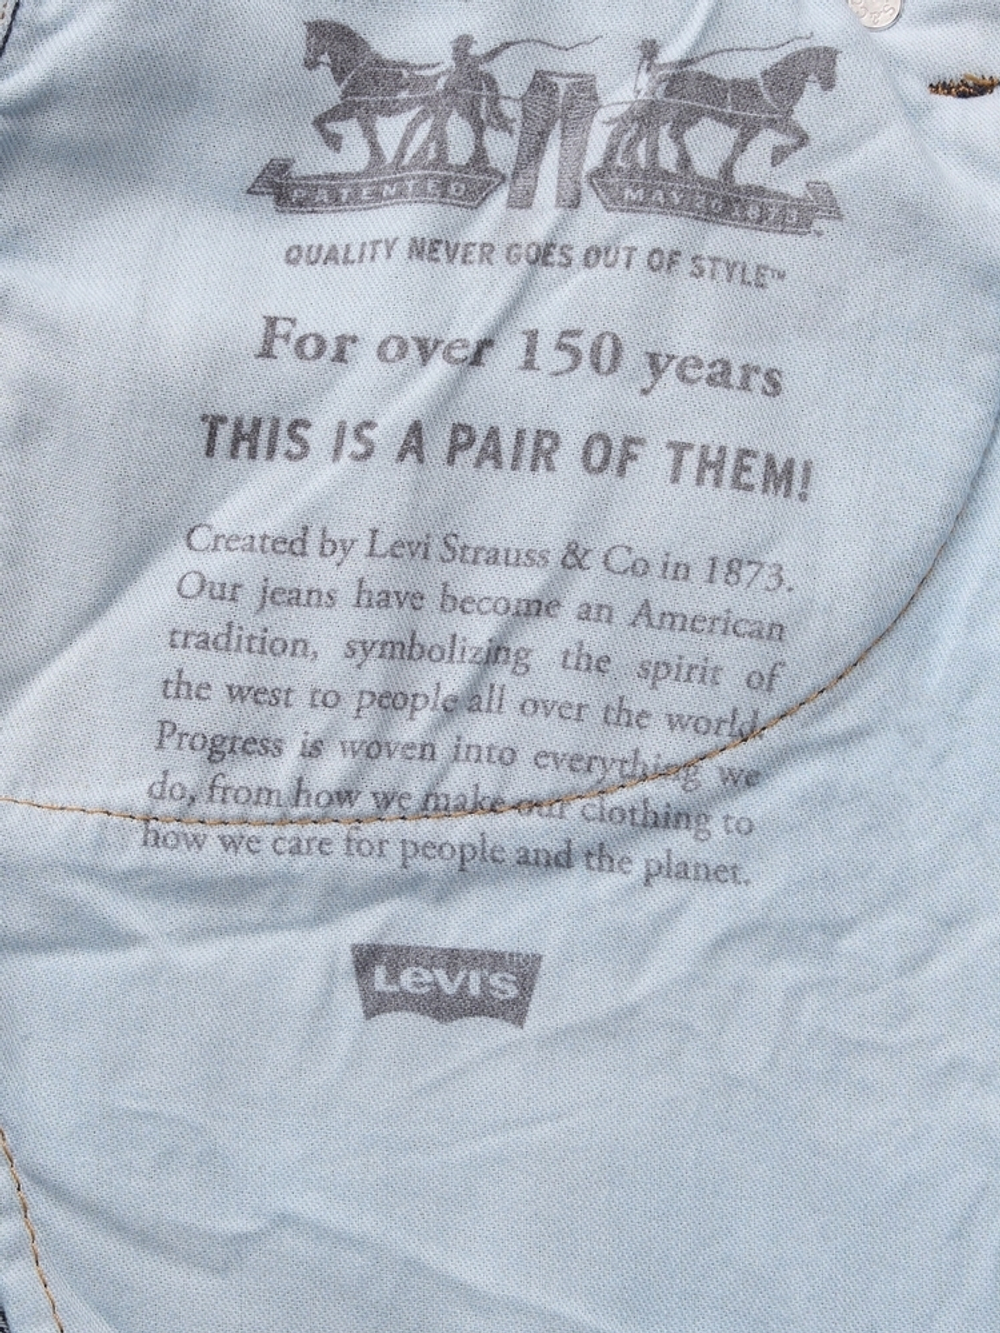 PATENTED MAY 20 1873
QUALITY NEVER GOES OUT OF STYLE™
For over 150 years
THIS IS A PAIR OF THEM!
Created by Levi Strauss & Co in 1873.
Our jeans have become an American
tradition, symbolizing the spirit of
the west to people all over the world.
Progress is woven into everything we
do, from how we make our clothing to
how we care for people and the planet.
Levi's